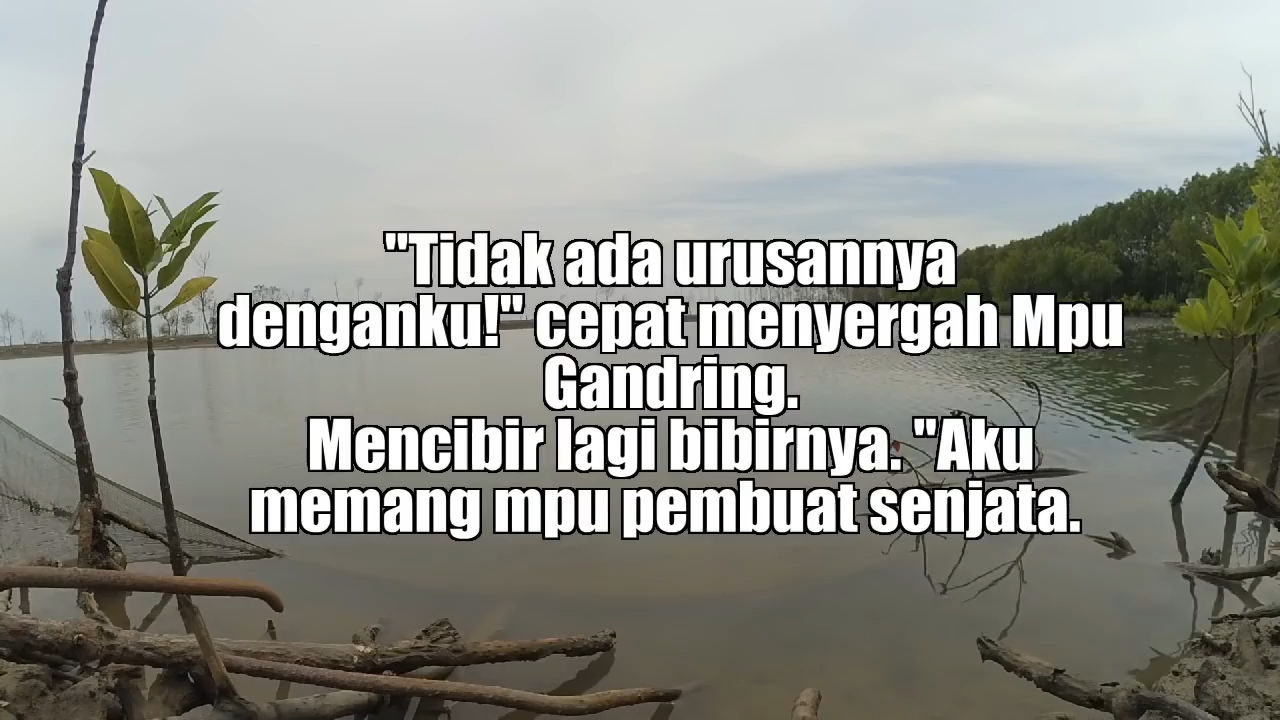 "Tidak ada urusannya
denganku!" cepat menyergah Mpu
Gandring.
Mencibir lagi bibirnya. "Aku
memang mpu pembuat senjata.